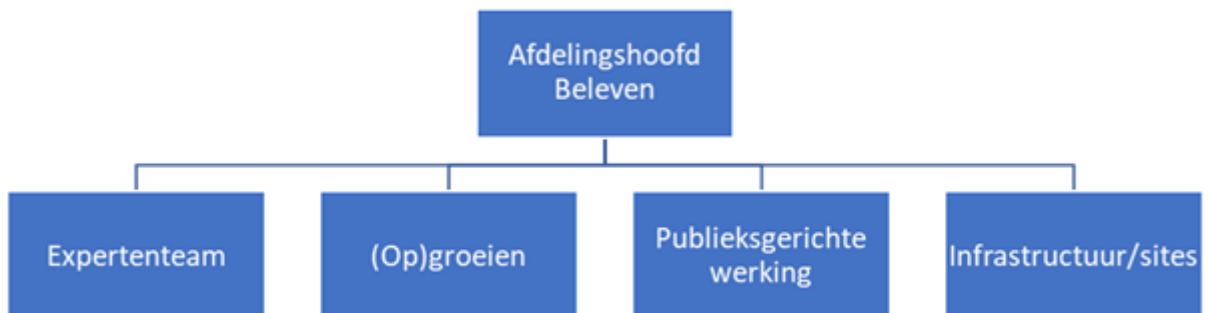 Afdelingshoofd
Beleven
Expertenteam
(Op)groeien
Publieksgerichte
werking
Infrastructuur/sites